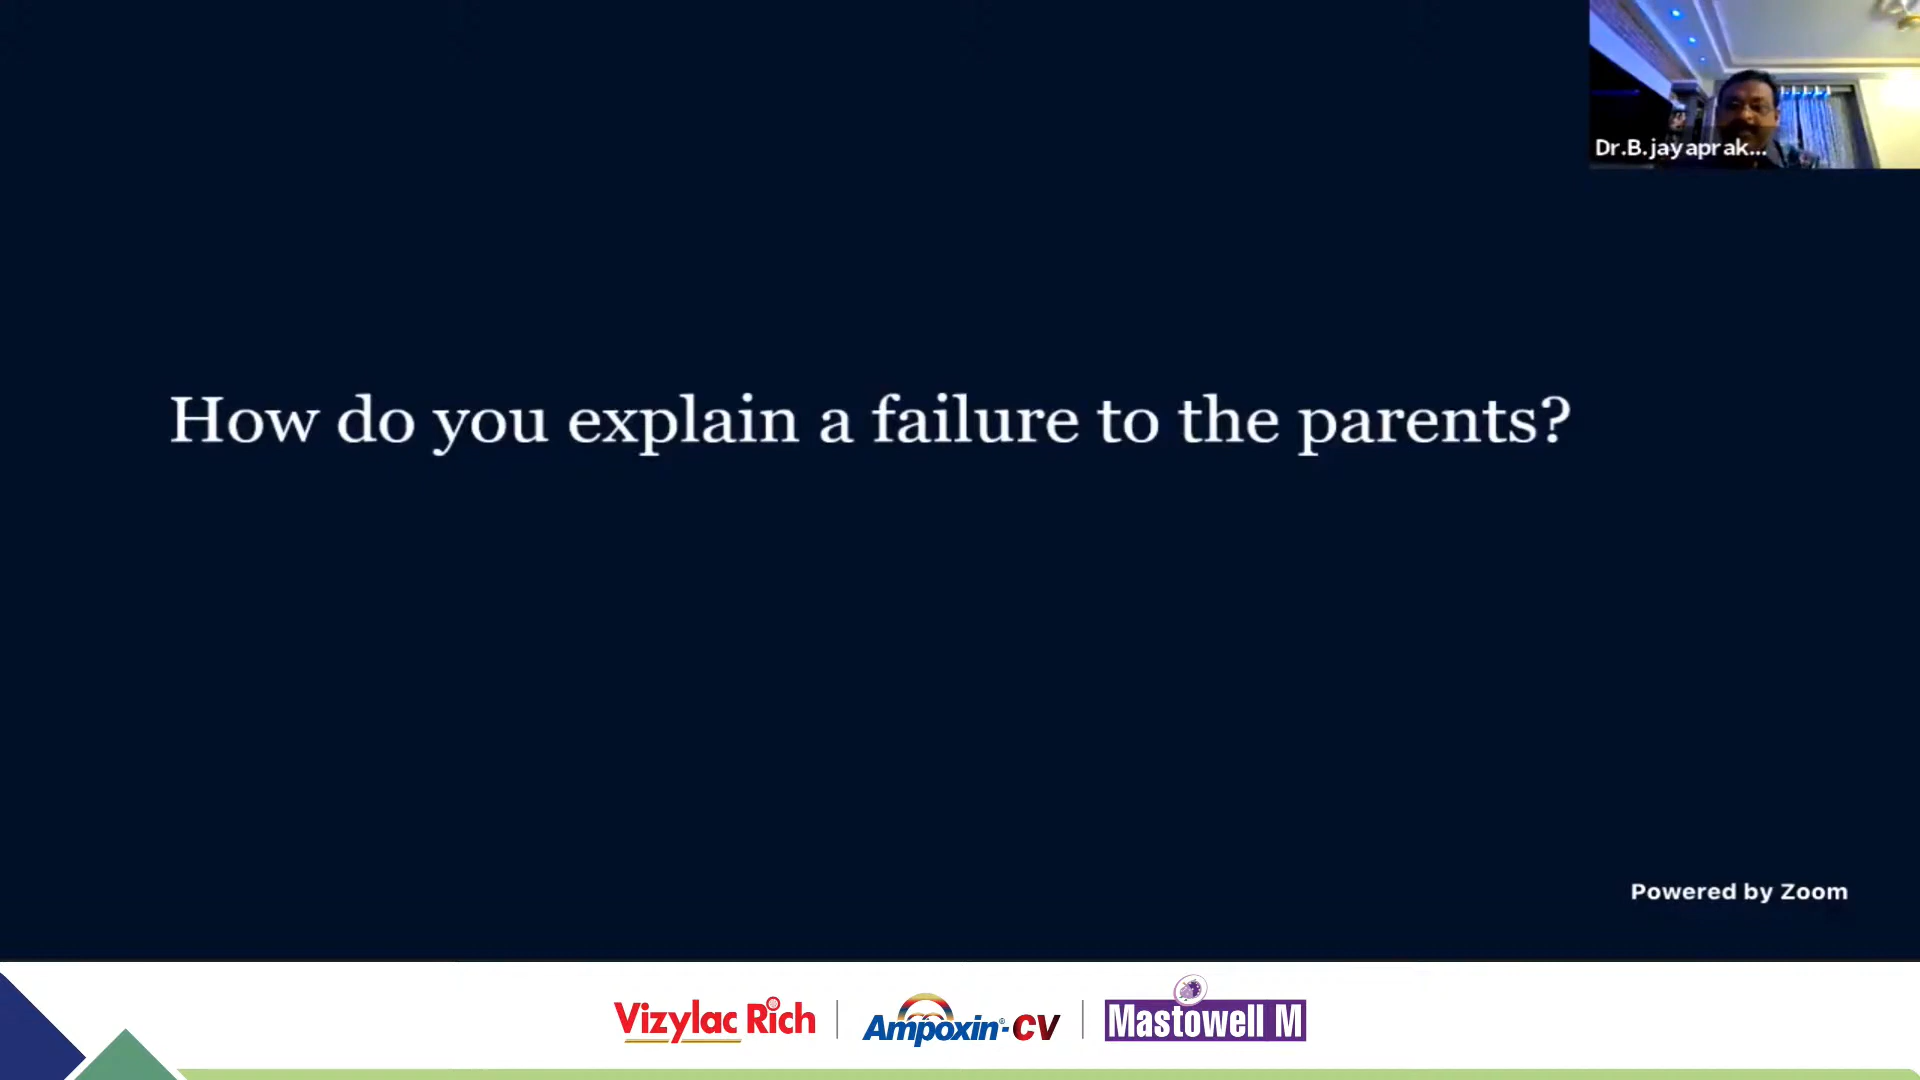 Dr.B.jayaprak...
How do you explain a failure to the parents?
Powered by Zoom
Vizylac Rich
Ampoxin®-CV
Mastowell M